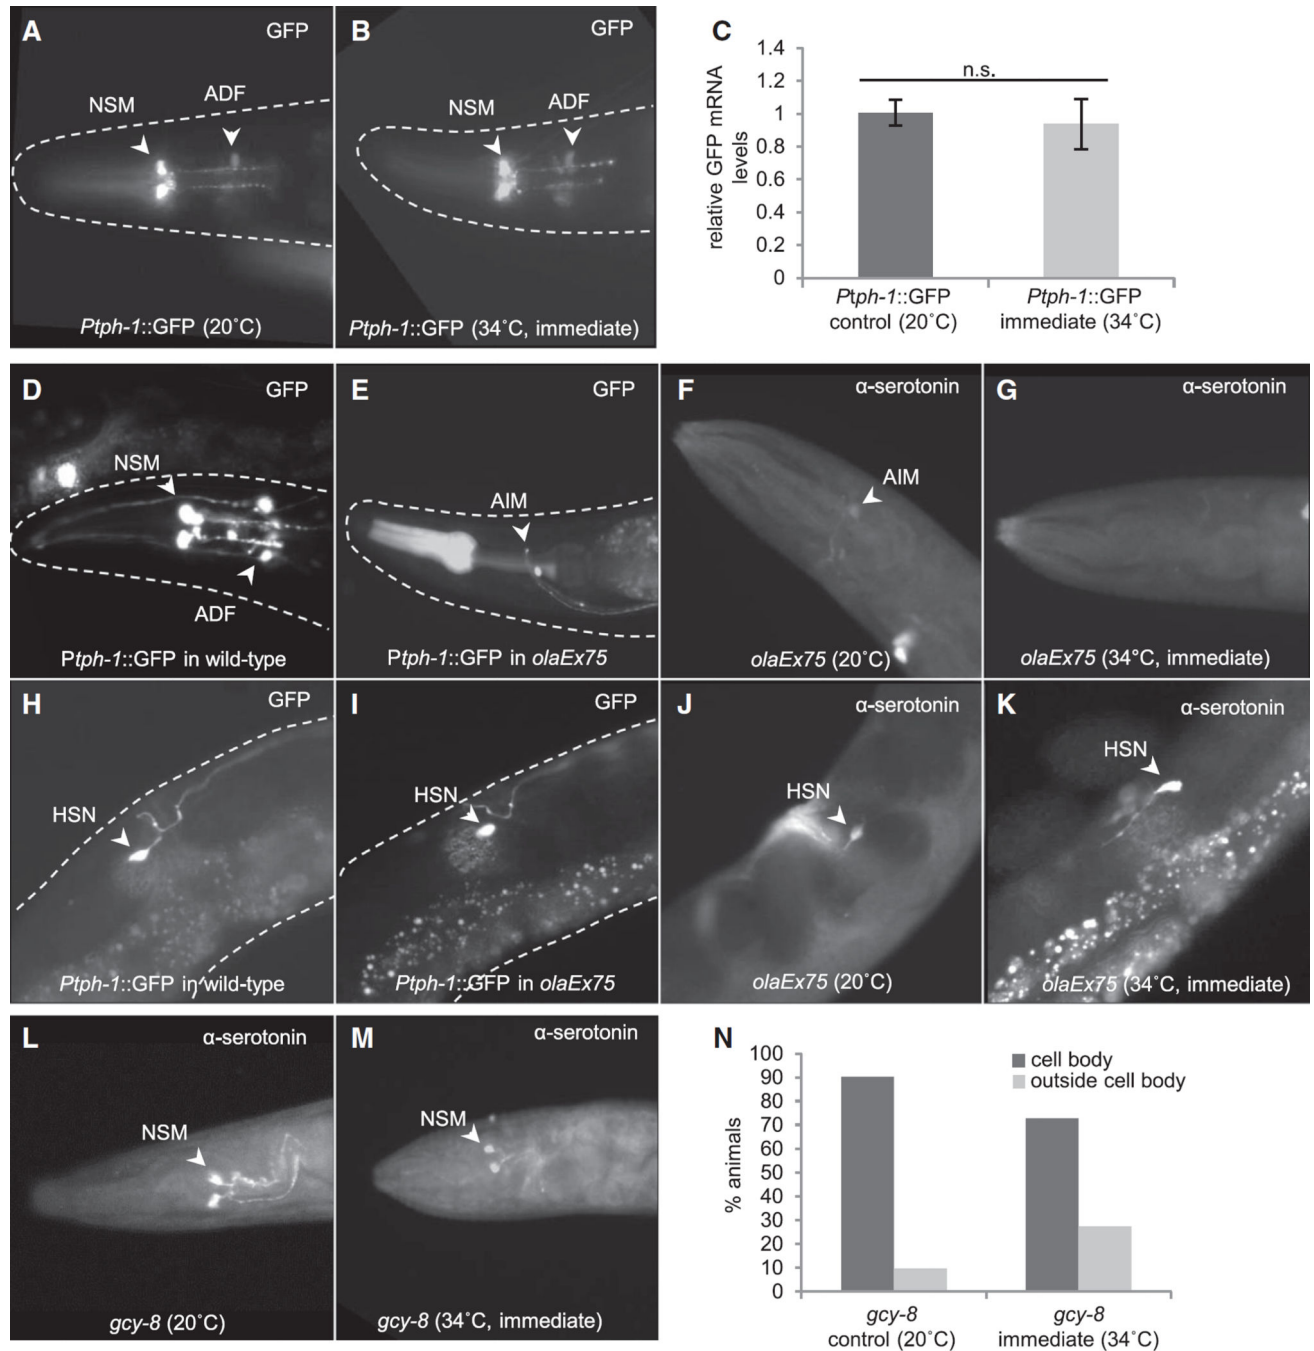 A
GFP
NSM
ADF
Ptph-1::GFP (20˚C)
B
GFP
NSM
ADF
Ptph-1::GFP (34˚C, immediate)
C
relative GFP mRNA
levels
1.4
1.2
1
0.8
0.6
0.4
0.2
0
n.s.
Ptph-1::GFP
control (20˚C)
Ptph-1::GFP
immediate (34˚C)
D
GFP
NSM
ADF
Ptph-1::GFP in wild-type
E
GFP
AIM
Ptph-1::GFP in olaEx75
F
α-serotonin
AIM
olaEx75 (20˚C)
G
α-serotonin
olaEx75 (34°C, immediate)
H
GFP
HSN
Ptph-1::GFP in wild-type
I
GFP
HSN
Ptph-1::GFP in olaEx75
J
α-serotonin
HSN
olaEx75 (20˚C)
K
α-serotonin
HSN
olaEx75 (34˚C, immediate)
L
α-serotonin
NSM
gcy-8 (20˚C)
M
α-serotonin
NSM
gcy-8 (34˚C, immediate)
N
% animals
100
90
80
70
60
50
40
30
20
10
0
cell body
outside cell body
gcy-8
control (20˚C)
gcy-8
immediate (34˚C)